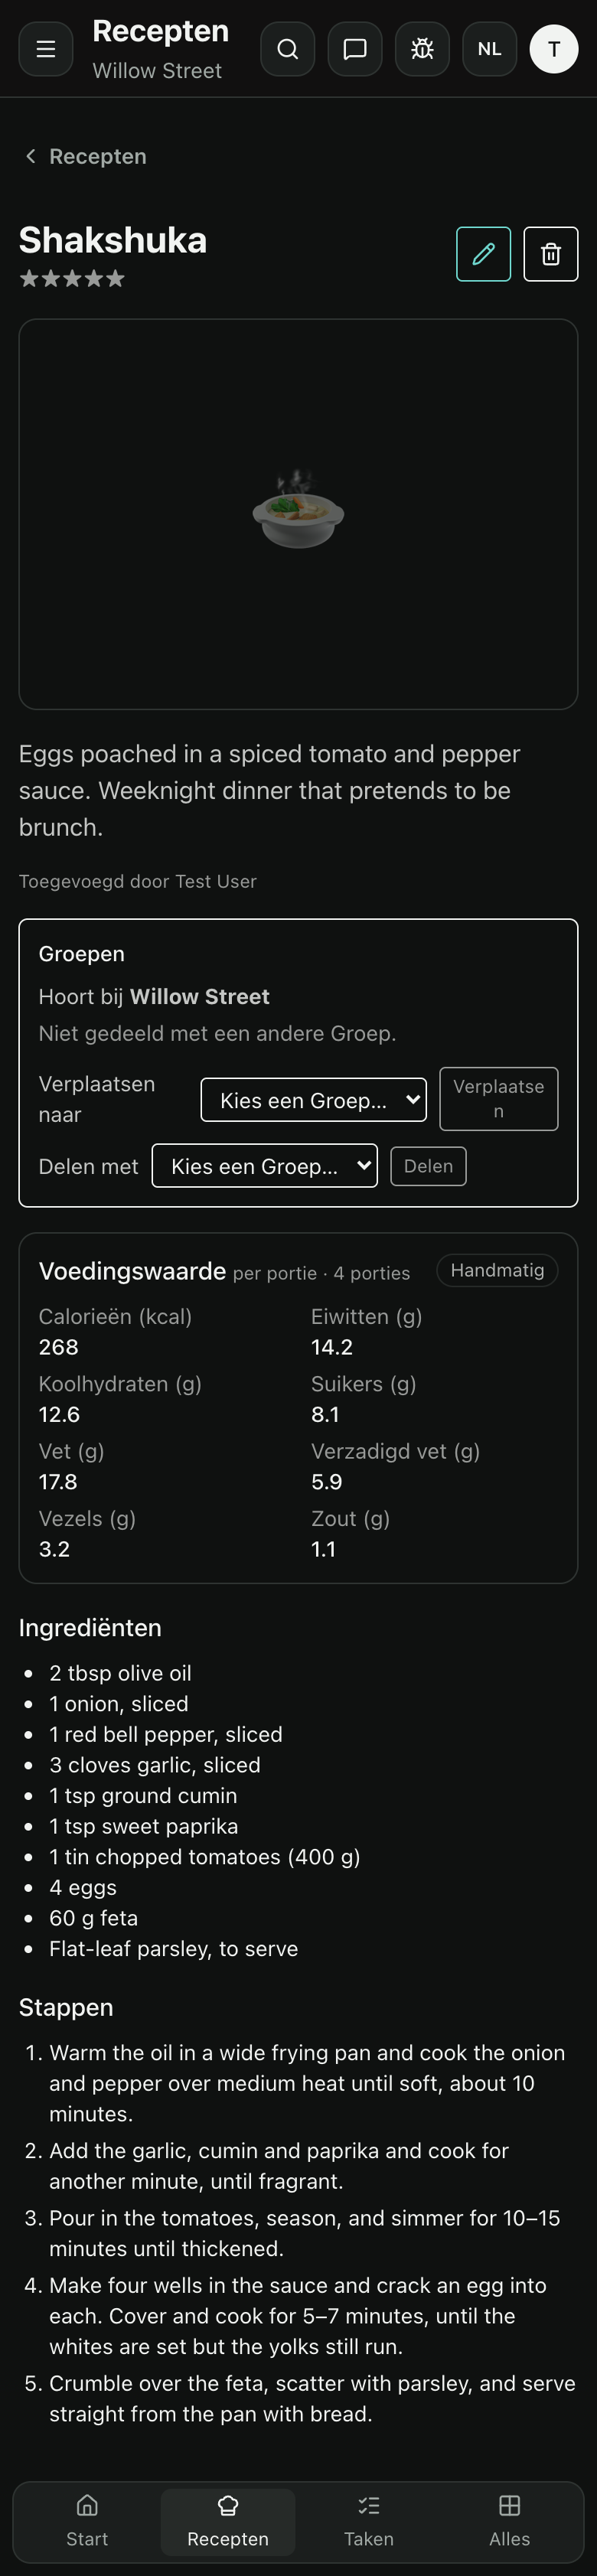 Recepten
Willow Street
NL
T
Recepten
Shakshuka
Eggs poached in a spiced tomato and pepper
sauce. Weeknight dinner that pretends to be
brunch.
Toegevoegd door Test User
Groepen
Hoort bij Willow Street
Niet gedeeld met een andere Groep.
Verplaatsen
naar
Kies een Groep...
Verplaatse
n
Delen met
Kies een Groep...
Delen
Voedingswaarde per portie · 4 porties
Handmatig
Calorieën (kcal)
268
Eiwitten (g)
14.2
Koolhydraten (g)
12.6
Suikers (g)
8.1
Vet (g)
17.8
Verzadigd vet (g)
5.9
Vezels (g)
3.2
Zout (g)
1.1
Ingrediënten
• 2 tbsp olive oil
• 1 onion, sliced
• 1 red bell pepper, sliced
• 3 cloves garlic, sliced
• 1 tsp ground cumin
• 1 tsp sweet paprika
• 1 tin chopped tomatoes (400 g)
• 4 eggs
• 60 g feta
• Flat-leaf parsley, to serve
Stappen
1. Warm the oil in a wide frying pan and cook the onion
and pepper over medium heat until soft, about 10
minutes.
2. Add the garlic, cumin and paprika and cook for
another minute, until fragrant.
3. Pour in the tomatoes, season, and simmer for 10–15
minutes until thickened.
4. Make four wells in the sauce and crack an egg into
each. Cover and cook for 5–7 minutes, until the
whites are set but the yolks still run.
5. Crumble over the feta, scatter with parsley, and serve
straight from the pan with bread.
Start
Recepten
Taken
Alles